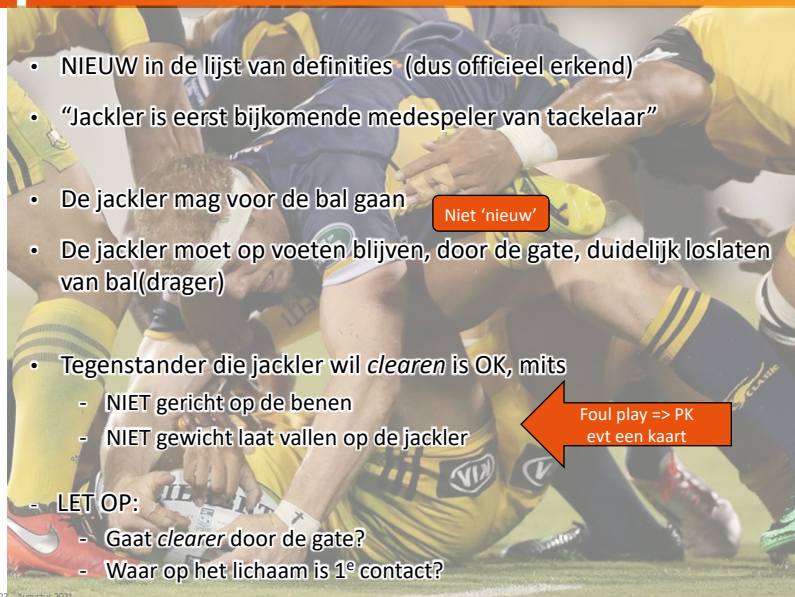 • NIEUW in de lijst van definities (dus officieel erkend)
• “Jackler is eerst bijkomende medespeler van tackelaar”
• De jackler mag voor de bal gaan
Niet ‘nieuw’
• De jackler moet op voeten blijven, door de gate, duidelijk loslaten
van bal(drager)
• Tegenstander die jackler wil clearen is OK, mits
- NIET gericht op de benen
- NIET gewicht laat vallen op de jackler
Foul play => PK
evt een kaart
- LET OP:
- Gaat clearer door de gate?
- Waar op het lichaam is 1e contact?
KIA
CLASSIC
Augustus 2021